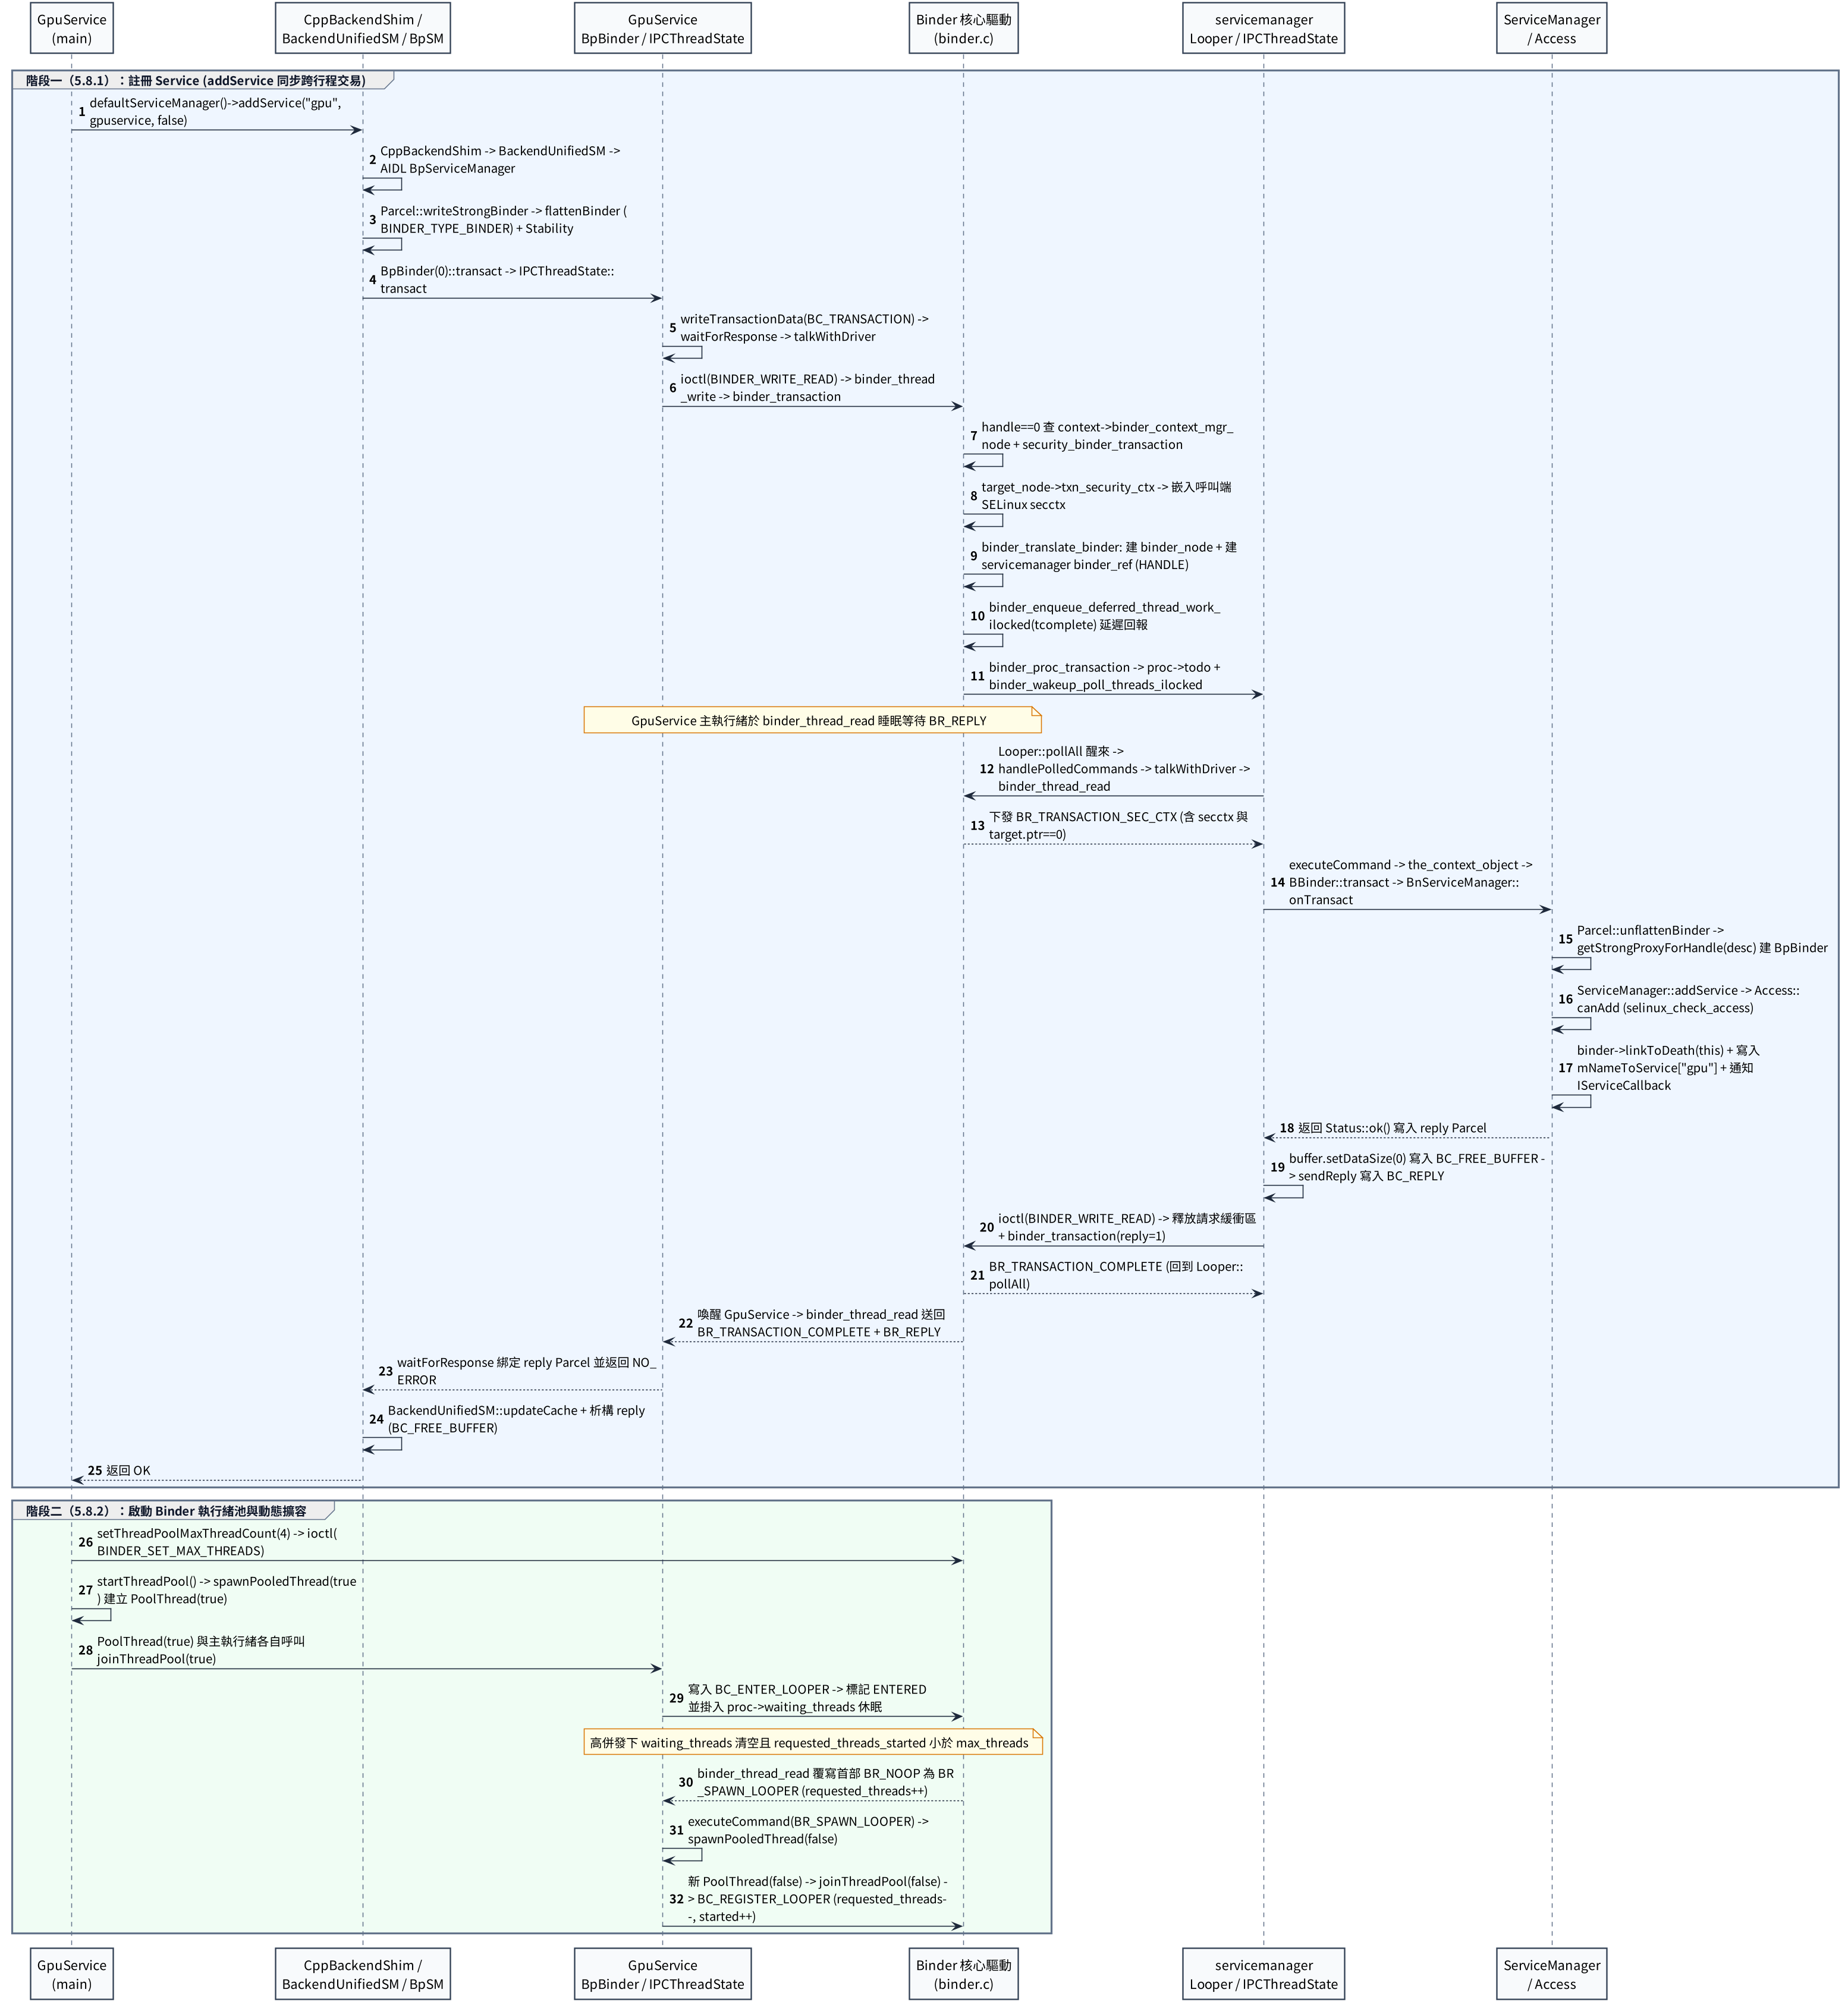 GpuService
(main)
CppBackendShim /
BackendUnifiedSM / BpSM
GpuService
BpBinder / IPCThreadState
Binder 核心驅動
(binder.c)
servicemanager
Looper / IPCThreadState
ServiceManager
/ Access
階段一（5.8.1）：註冊 Service (addService 同步跨行程交易)
1 defaultServiceManager()->addService("gpu",
gpuservice, false)
2 CppBackendShim -> BackendUnifiedSM ->
AIDL BpServiceManager
3 Parcel::writeStrongBinder -> flattenBinder (
BINDER_TYPE_BINDER) + Stability
4 BpBinder(0)::transact -> IPCThreadState::
transact
5 writeTransactionData(BC_TRANSACTION) ->
waitForResponse -> talkWithDriver
6 ioctl(BINDER_WRITE_READ) -> binder_thread
_write -> binder_transaction
7 handle==0 查 context->binder_context_mgr_
node + security_binder_transaction
8 target_node->txn_security_ctx -> 嵌入呼叫端
SELinux secctx
9 binder_translate_binder: 建 binder_node + 建
servicemanager binder_ref (HANDLE)
10 binder_enqueue_deferred_thread_work_
ilocked(tcomplete) 延遲回報
11 binder_proc_transaction -> proc->todo +
binder_wakeup_poll_threads_ilocked
GpuService 主執行緒於 binder_thread_read 睡眠等待 BR_REPLY
12 Looper::pollAll 醒來 ->
handlePolledCommands -> talkWithDriver ->
binder_thread_read
13 下發 BR_TRANSACTION_SEC_CTX (含 secctx 與
target.ptr==0)
14 executeCommand -> the_context_object ->
BBinder::transact -> BnServiceManager::
onTransact
15 Parcel::unflattenBinder ->
getStrongProxyForHandle(desc) 建 BpBinder
16 ServiceManager::addService -> Access::
canAdd (selinux_check_access)
17 binder->linkToDeath(this) + 寫入
mNameToService["gpu"] + 通知
IServiceCallback
18 返回 Status::ok() 寫入 reply Parcel
19 buffer.setDataSize(0) 寫入 BC_FREE_BUFFER -
> sendReply 寫入 BC_REPLY
20 ioctl(BINDER_WRITE_READ) -> 釋放請求緩衝區
+ binder_transaction(reply=1)
21 BR_TRANSACTION_COMPLETE (回到 Looper::
pollAll)
22 喚醒 GpuService -> binder_thread_read 送回
BR_TRANSACTION_COMPLETE + BR_REPLY
23 waitForResponse 綁定 reply Parcel 並返回 NO_
ERROR
24 BackendUnifiedSM::updateCache + 析構 reply
(BC_FREE_BUFFER)
25 返回 OK
階段二（5.8.2）：啟動 Binder 執行緒池與動態擴容
26 setThreadPoolMaxThreadCount(4) -> ioctl(
BINDER_SET_MAX_THREADS)
27 startThreadPool() -> spawnPooledThread(true
) 建立 PoolThread(true)
28 PoolThread(true) 與主執行緒各自呼叫
joinThreadPool(true)
29 寫入 BC_ENTER_LOOPER -> 標記 ENTERED
並掛入 proc->waiting_threads 休眠
高併發下 waiting_threads 清空且 requested_threads_started 小於 max_threads
30 binder_thread_read 覆寫首部 BR_NOOP 為 BR
_SPAWN_LOOPER (requested_threads++)
31 executeCommand(BR_SPAWN_LOOPER) ->
spawnPooledThread(false)
32 新 PoolThread(false) -> joinThreadPool(false) -
> BC_REGISTER_LOOPER (requested_threads-
-, started++)
GpuService
(main)
CppBackendShim /
BackendUnifiedSM / BpSM
GpuService
BpBinder / IPCThreadState
Binder 核心驅動
(binder.c)
servicemanager
Looper / IPCThreadState
ServiceManager
/ Access